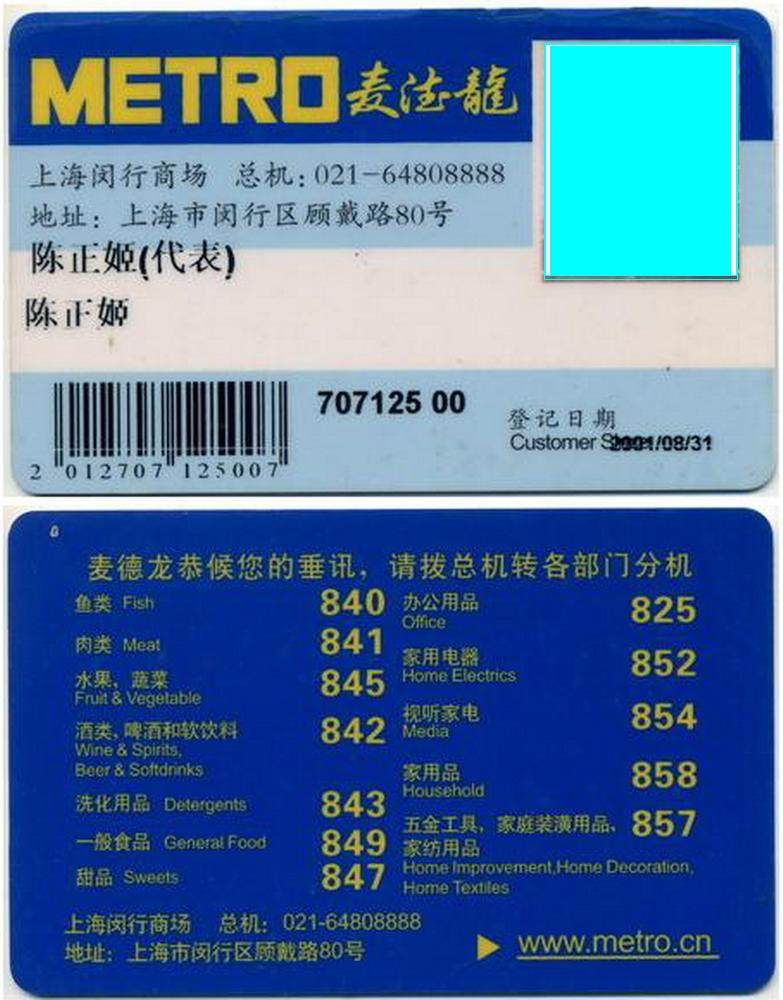 METRO 麦德龍
上海闵行商场 总机：021-64808888
地址：上海市闵行区顾戴路80号
陈正姬(代表)
陈正姬
707125 00
登记日期
Customer 2001/08/31
2 012707 125007
麦德龙恭候您的垂讯，请拨总机转各部门分机
鱼类 Fish 840
肉类 Meat 841
水果、蔬菜 845
Fruit & Vegetable
酒类、啤酒和软饮料 842
Wine & Spirits,
Beer & Softdrinks
洗化用品 Detergents 843
一般食品 General Food 849
甜品 Sweets 847
办公用品 825
Office
家用电器 852
Home Electrics
视听家电 854
Media
家用品 858
Household
五金工具，家庭装潢用品、 857
家纺用品
Home Improvement,Home Decoration,
Home Textiles
上海闵行商场 总机：021-64808888
地址：上海市闵行区顾戴路80号
www.metro.cn